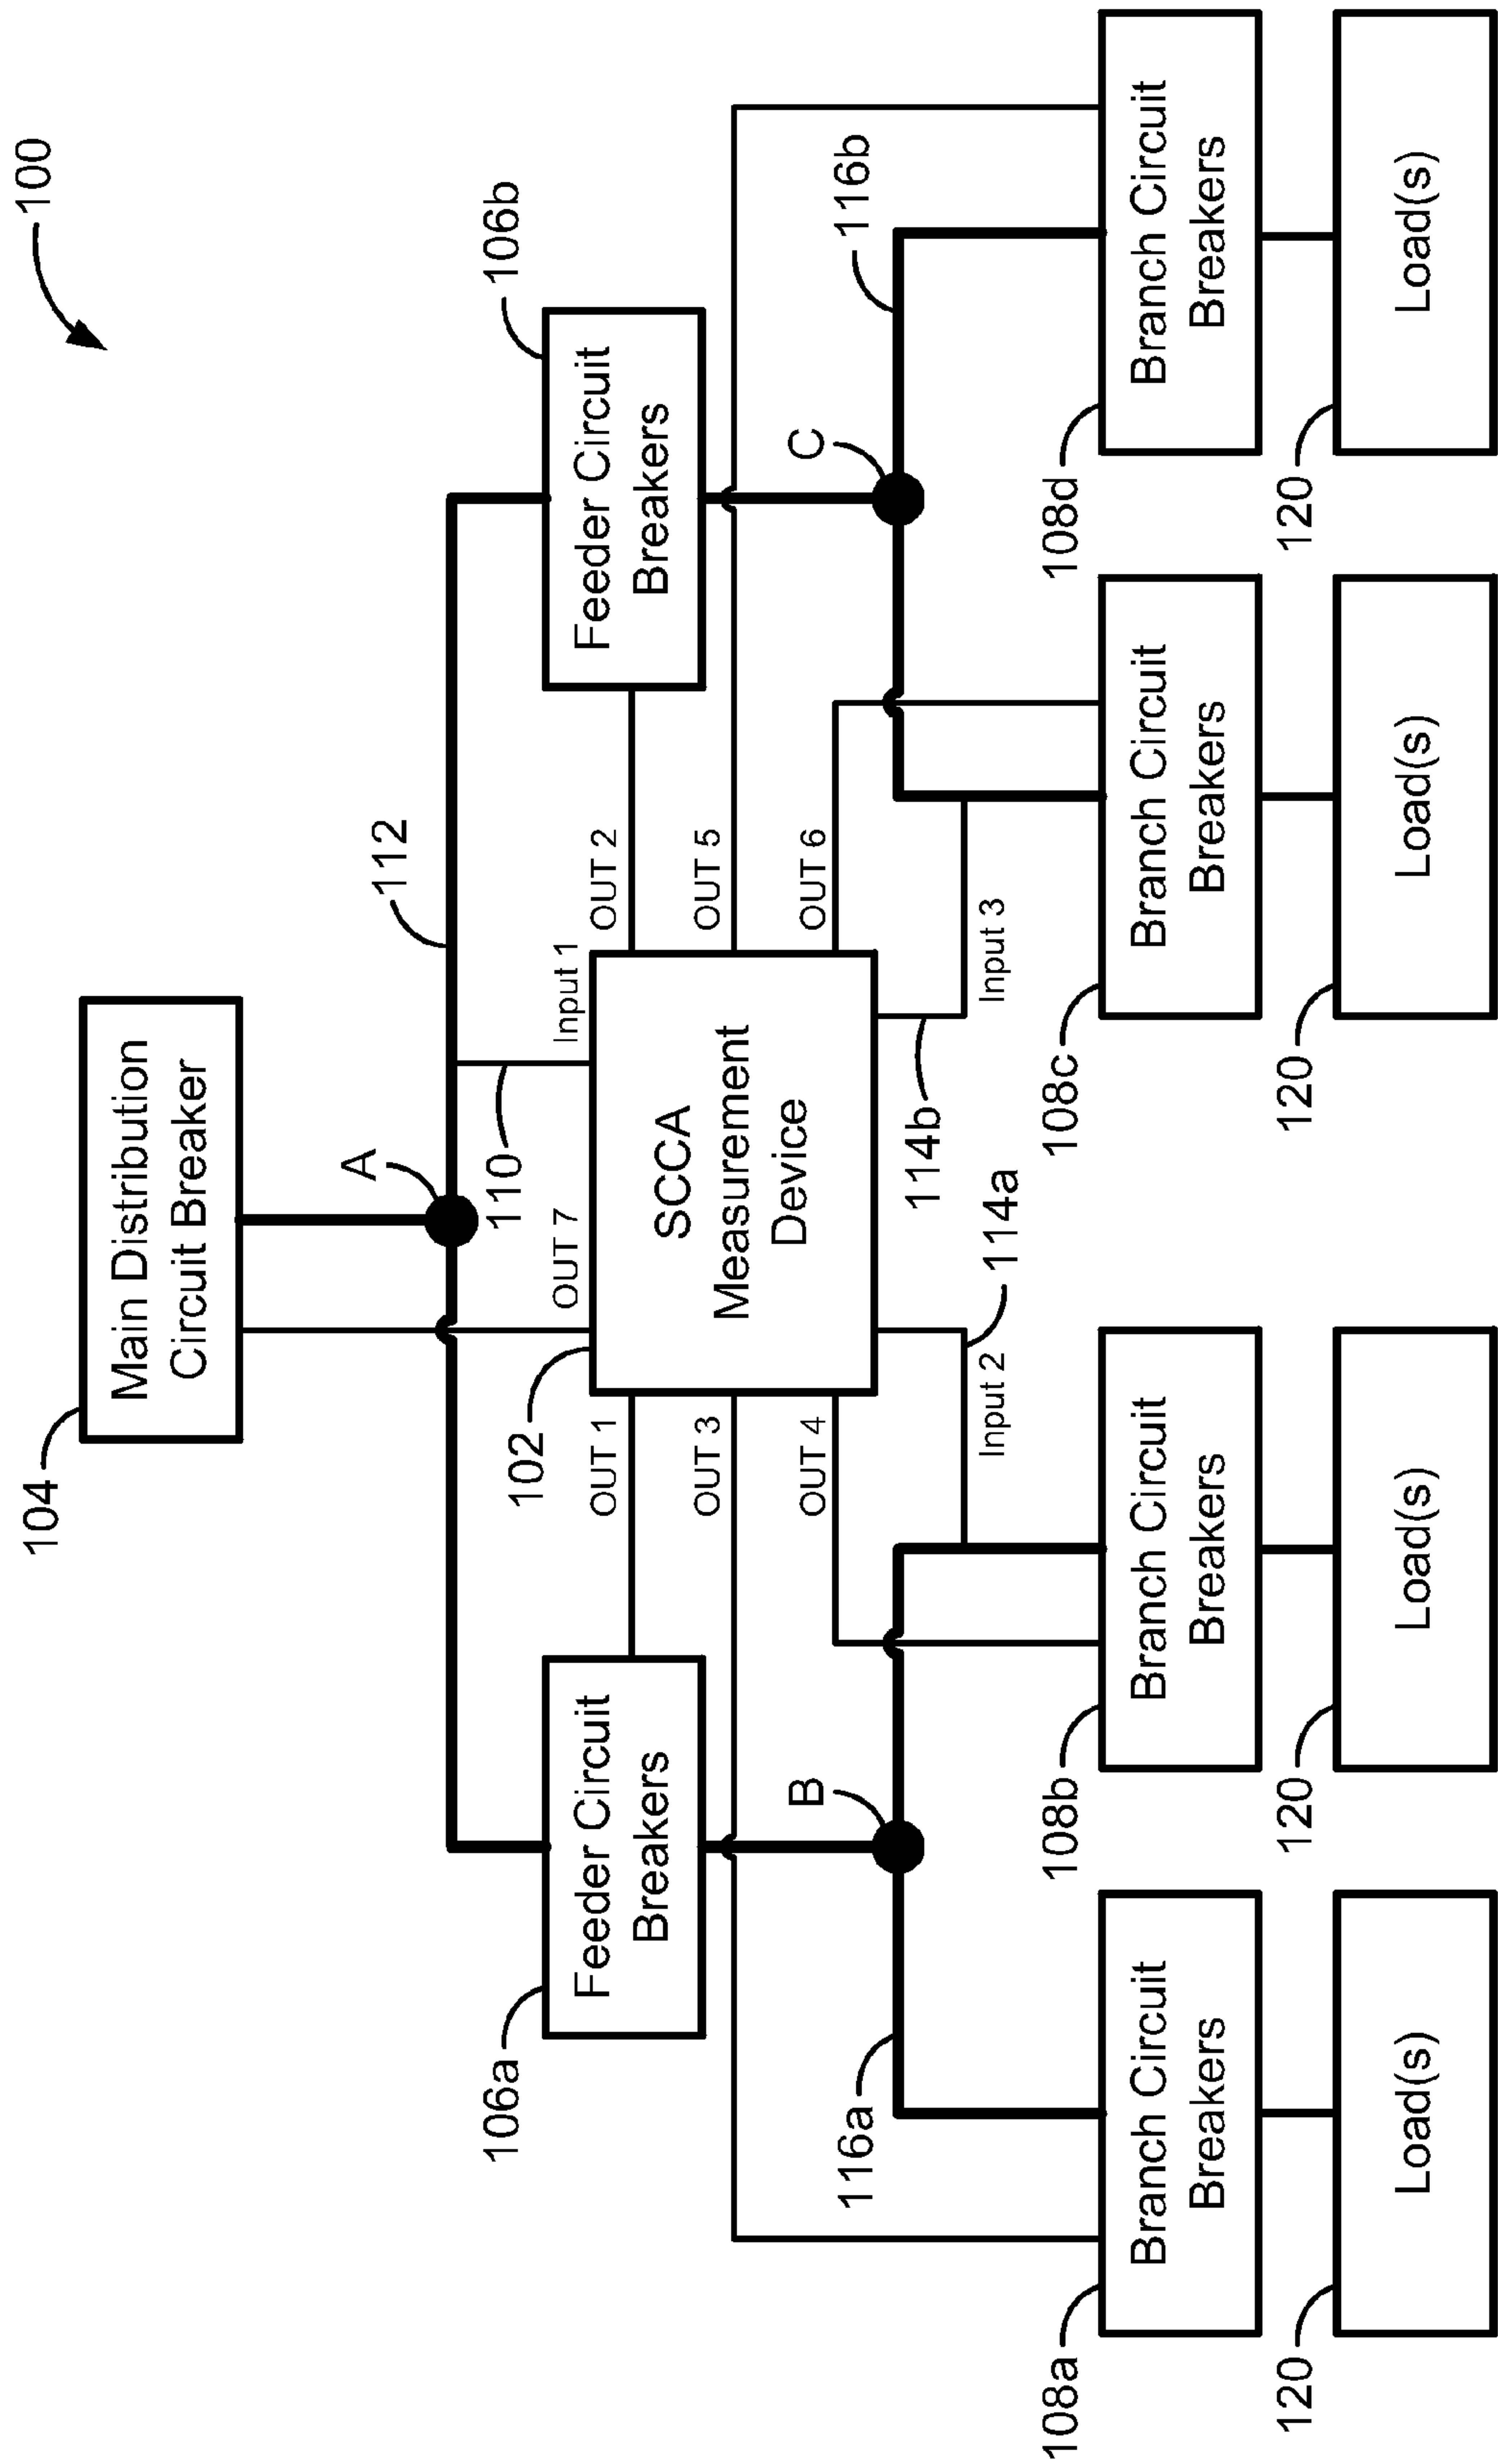 100
104
Main Distribution
Circuit Breaker
A
112
106a
Feeder Circuit
Breakers
106b
Feeder Circuit
Breakers
102
OUT 7
110
Input 1
OUT 1
OUT 3
OUT 4
SCCA
Measurement
Device
OUT 2
OUT 5
OUT 6
B
C
116a
116b
Input 2
114a
114b
Input 3
108a
Branch Circuit
Breakers
108b
Branch Circuit
Breakers
108c
Branch Circuit
Breakers
108d
Branch Circuit
Breakers
120
Load(s)
120
Load(s)
120
Load(s)
120
Load(s)